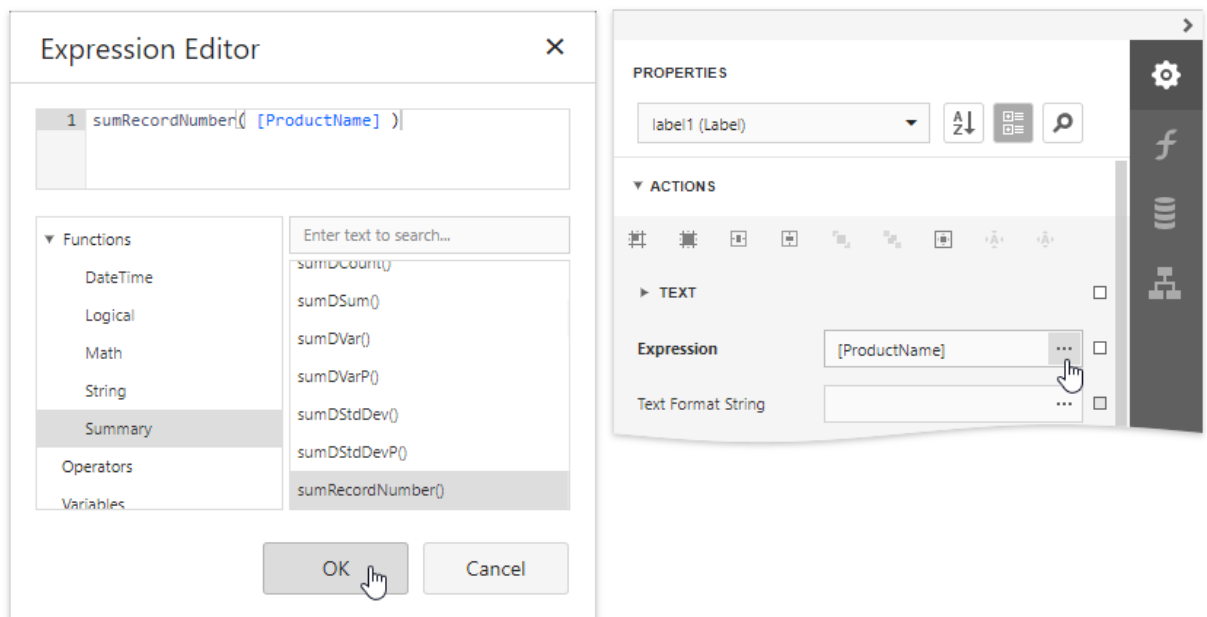 Expression Editor
1 sumRecordNumber( [ProductName] )
Functions
DateTime
Logical
Math
String
Summary
Operators
Variables
Enter text to search...
sumDCount()
sumDSum()
sumDVar()
sumDVarP()
sumDStdDev()
sumDStdDevP()
sumRecordNumber()
OK
Cancel
PROPERTIES
label1 (Label)
ACTIONS
TEXT
Expression
[ProductName]
...
Text Format String
...